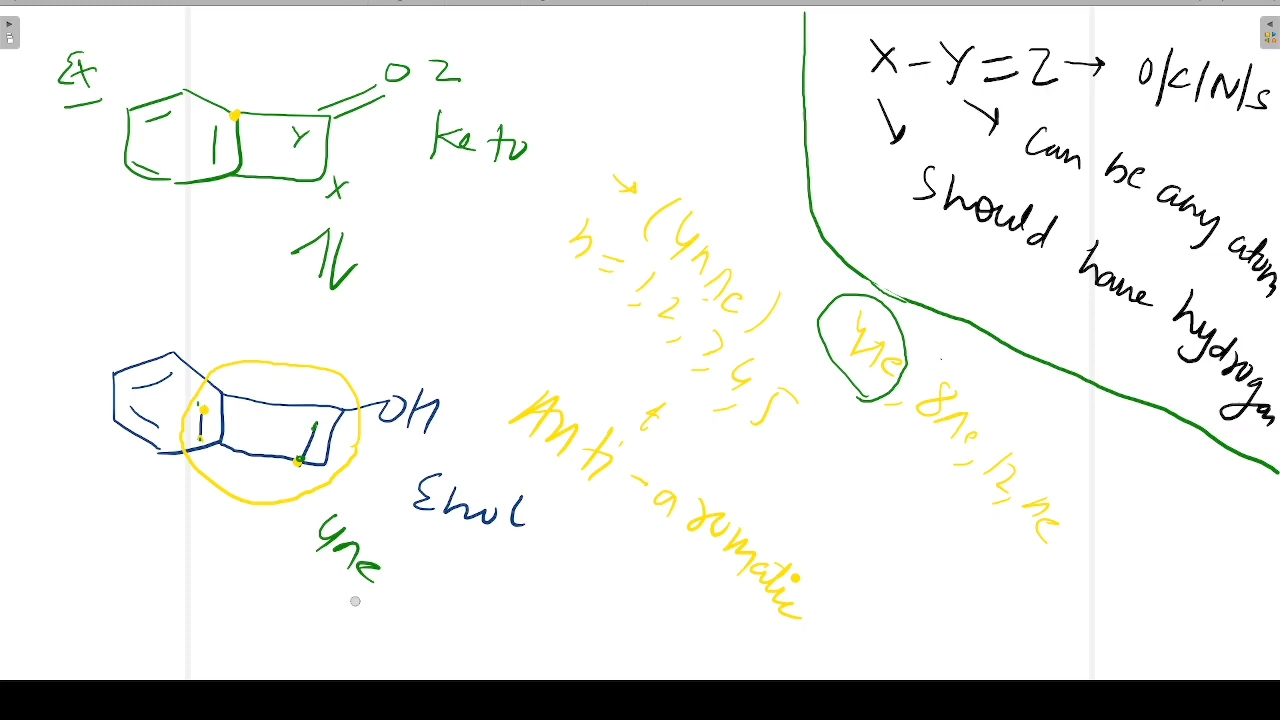 Ex
O Z
Y
X
Keto
X - Y = Z → O/C/N/S
Can be any atom
Should have hydrogen
→ (4nπe)
n = 1, 2, 3, 4, 5
4πe, 8πe, 12πe
Anti-aromatic
OH
Enol
4πe